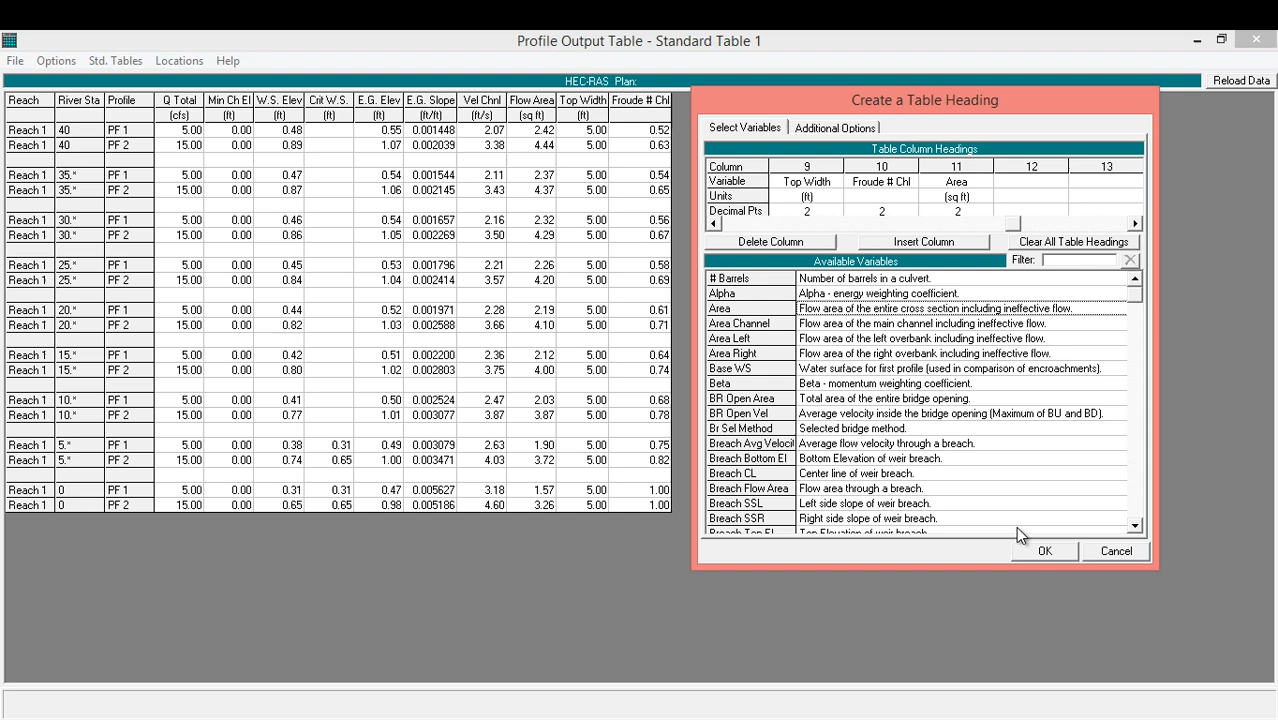 Profile Output Table - Standard Table 1
File Options Std. Tables Locations Help
HEC-RAS Plan:
Reload Data
Reach River Sta Profile Q Total Min Ch El W.S. Elev Crit W.S. E.G. Elev E.G. Slope Vel Chnl Flow Area Top Width Froude # Chl
(cfs) (ft) (ft) (ft) (ft) (ft/ft) (ft/s) (sq ft) (ft)
Reach 1 40 PF 1 5.00 0.00 0.48 0.55 0.001448 2.07 2.42 5.00 0.52
Reach 1 40 PF 2 15.00 0.00 0.89 1.07 0.002039 3.38 4.44 5.00 0.63
Reach 1 35.* PF 1 5.00 0.00 0.47 0.54 0.001544 2.11 2.37 5.00 0.54
Reach 1 35.* PF 2 15.00 0.00 0.87 1.06 0.002145 3.43 4.37 5.00 0.65
Reach 1 30.* PF 1 5.00 0.00 0.46 0.54 0.001657 2.16 2.32 5.00 0.56
Reach 1 30.* PF 2 15.00 0.00 0.86 1.05 0.002269 3.50 4.29 5.00 0.67
Reach 1 25.* PF 1 5.00 0.00 0.45 0.53 0.001796 2.21 2.26 5.00 0.58
Reach 1 25.* PF 2 15.00 0.00 0.84 1.04 0.002414 3.57 4.20 5.00 0.69
Reach 1 20.* PF 1 5.00 0.00 0.44 0.52 0.001971 2.28 2.19 5.00 0.61
Reach 1 20.* PF 2 15.00 0.00 0.82 1.03 0.002588 3.66 4.10 5.00 0.71
Reach 1 15.* PF 1 5.00 0.00 0.42 0.51 0.002200 2.36 2.12 5.00 0.64
Reach 1 15.* PF 2 15.00 0.00 0.80 1.02 0.002803 3.75 4.00 5.00 0.74
Reach 1 10.* PF 1 5.00 0.00 0.41 0.50 0.002524 2.47 2.03 5.00 0.68
Reach 1 10.* PF 2 15.00 0.00 0.77 1.01 0.003077 3.87 3.87 5.00 0.78
Reach 1 5.* PF 1 5.00 0.00 0.38 0.31 0.49 0.003079 2.63 1.90 5.00 0.75
Reach 1 5.* PF 2 15.00 0.00 0.74 0.65 1.00 0.003471 4.03 3.72 5.00 0.82
Reach 1 0 PF 1 5.00 0.00 0.31 0.31 0.47 0.005627 3.18 1.57 5.00 1.00
Reach 1 0 PF 2 15.00 0.00 0.65 0.65 0.98 0.005186 4.60 3.26 5.00 1.00
Create a Table Heading
Select Variables Additional Options
Table Column Headings
Column 9 10 11 12 13
Variable Top Width Froude # Chl Area
Units (ft) (sq ft)
Decimal Pts 2 2 2
Delete Column Insert Column Clear All Table Headings
Available Variables Filter:
# Barrels Number of barrels in a culvert.
Alpha Alpha - energy weighting coefficient.
Area Flow area of the entire cross section including ineffective flow.
Area Channel Flow area of the main channel including ineffective flow.
Area Left Flow area of the left overbank including ineffective flow.
Area Right Flow area of the right overbank including ineffective flow.
Base WS Water surface for first profile (used in comparison of encroachments).
Beta Beta - momentum weighting coefficient.
BR Open Area Total area of the entire bridge opening.
BR Open Vel Average velocity inside the bridge opening (Maximum of BU and BD).
Br Sel Method Selected bridge method.
Breach Avg Velocit Average flow velocity through a breach.
Breach Bottom El Bottom Elevation of weir breach.
Breach CL Center line of weir breach.
Breach Flow Area Flow area through a breach.
Breach SSL Left side slope of weir breach.
Breach SSR Right side slope of weir breach.
Breach Top El Top Elevation of weir breach.
OK Cancel